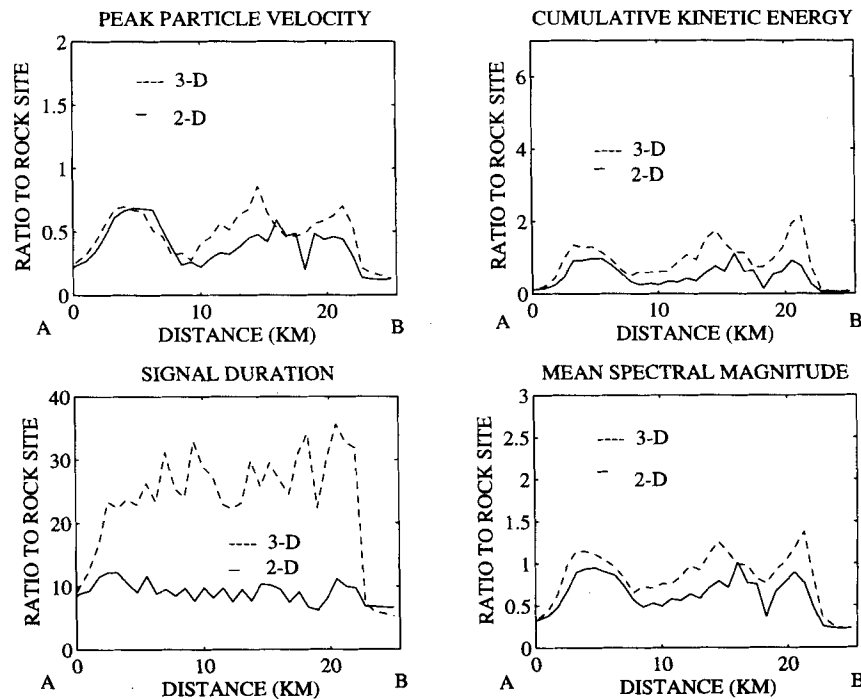 PEAK PARTICLE VELOCITY
RATIO TO ROCK SITE
2
1.5
1
0.5
0
3-D
2-D
0
10
20
A
DISTANCE (KM)
B
CUMULATIVE KINETIC ENERGY
RATIO TO ROCK SITE
6
4
2
0
3-D
2-D
0
10
20
A
DISTANCE (KM)
B
SIGNAL DURATION
RATIO TO ROCK SITE
40
30
20
10
0
3-D
2-D
0
10
20
A
DISTANCE (KM)
B
MEAN SPECTRAL MAGNITUDE
RATIO TO ROCK SITE
3
2.5
2
1.5
1
0.5
0
3-D
2-D
0
10
20
A
DISTANCE (KM)
B